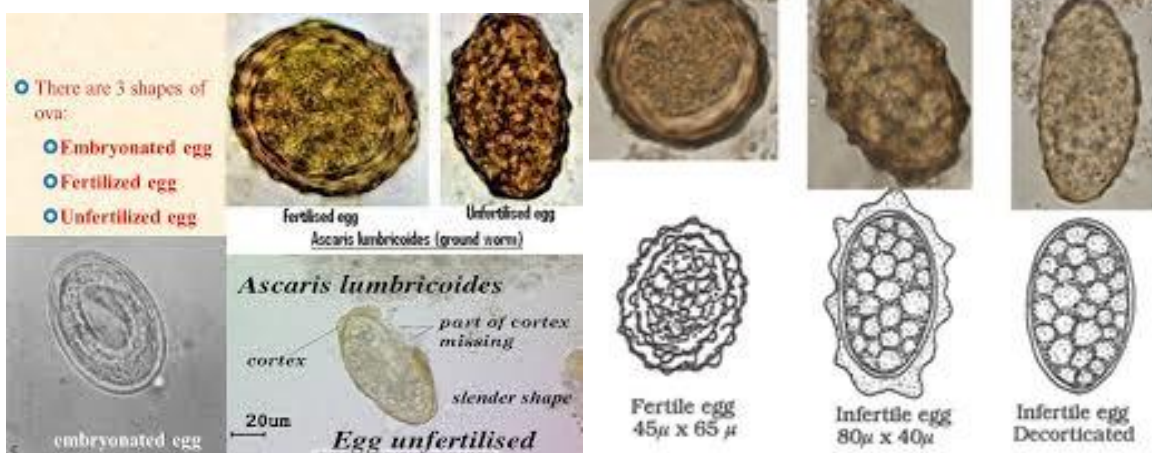 There are 3 shapes of
ova:
Embryonated egg
Fertilized egg
Unfertilized egg
Fertilised egg
Unfertilised egg
Ascaris lumbricoides (ground worm)
embryonated egg
Ascaris lumbricoides
part of cortex
missing
cortex
slender shape
20um
Egg unfertilised
Fertile egg
45µ x 65 µ
Infertile egg
80µ x 40µ
Infertile egg
Decorticated